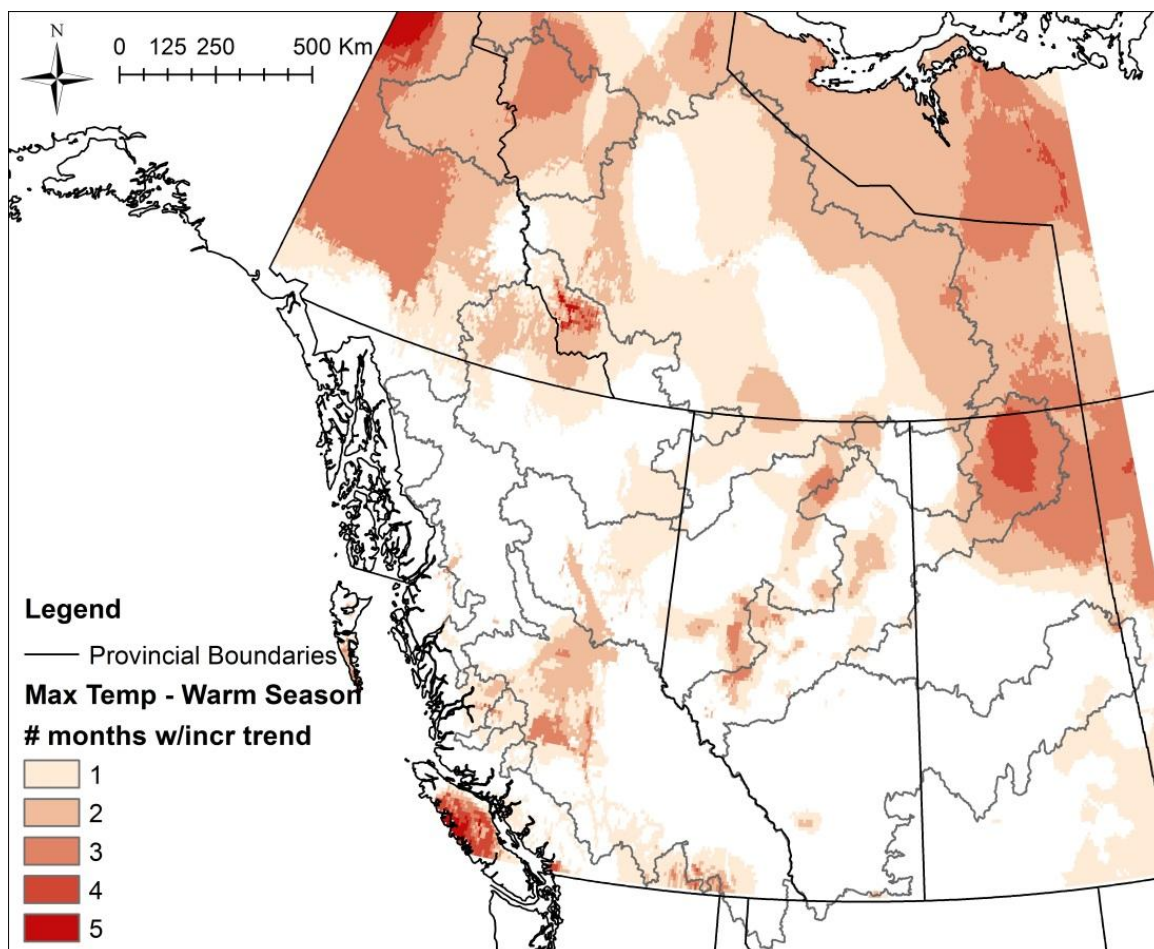 N
0 125 250 500 Km
Legend
Provincial Boundaries
Max Temp - Warm Season
# months w/incr trend
1
2
3
4
5